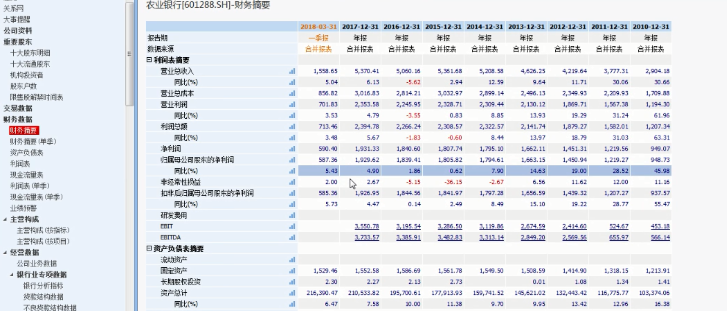 关系网
大事提醒
公司资料
重要股东
十大股东明细
十大流通股东
机构投资者
股东户数
限售股解禁时间表
交易数据
财务数据
财务摘要
财务摘要(单季)
资产负债表
利润表
现金流量表
利润表(单季)
现金流量表(单季)
业绩预警
主营构成
主营构成(按指标)
主营构成(按项目)
经营数据
公司业务数据
银行业专项数据
银行分析指标
贷款结构数据
不良贷款结构数据
农业银行[601288.SH]-财务摘要
2018-03-31 2017-12-31 2016-12-31 2015-12-31 2014-12-31 2013-12-31 2012-12-31 2011-12-31 2010-12-31
报告期 一季报 年报 年报 年报 年报 年报 年报 年报 年报
数据来源 合并报表 合并报表 合并报表 合并报表 合并报表 合并报表 合并报表 合并报表 合并报表
利润表摘要
营业总收入 1,558.65 5,370.41 5,060.16 5,361.68 5,208.58 4,626.25 4,219.64 3,777.31 2,904.18
同比(%) 5.04 6.13 -5.62 2.94 12.59 9.64 11.71 30.06 30.66
营业总成本 856.82 3,016.83 2,814.21 3,032.97 2,899.14 2,496.13 2,349.93 2,209.93 1,709.88
营业利润 701.83 2,353.58 2,245.95 2,328.71 2,309.44 2,130.12 1,869.71 1,567.38 1,194.30
同比(%) 3.53 4.79 -3.55 0.83 8.85 13.93 19.29 31.24 61.96
利润总额 713.46 2,394.78 2,266.24 2,308.57 2,322.57 2,141.74 1,879.27 1,582.01 1,207.34
同比(%) 3.48 5.67 -1.83 -0.60 8.44 13.97 18.79 31.03 63.31
净利润 590.40 1,931.33 1,840.60 1,807.74 1,795.10 1,662.11 1,451.31 1,219.56 949.07
归属母公司股东的净利润 587.36 1,929.62 1,839.41 1,805.82 1,794.61 1,663.15 1,450.94 1,219.27 948.73
同比(%) 5.43 4.90 1.86 0.62 7.90 14.63 19.00 28.52 45.98
非经常性损益 2.00 2.67 -5.15 -36.15 -2.67 6.56 11.62 12.00 11.16
扣非后归属母公司股东的净利润 585.36 1,926.95 1,844.56 1,841.97 1,797.28 1,656.59 1,439.32 1,207.27 937.57
同比(%) 5.73 4.47 0.14 2.49 8.49 15.10 19.22 28.77 55.47
研发费用
EBIT 3,550.78 3,195.54 3,286.50 3,119.86 2,674.59 2,414.60 524.67 453.18
EBITDA 3,733.57 3,385.91 3,482.83 3,313.14 2,849.20 2,569.56 655.97 566.14
资产负债表摘要
流动资产
固定资产 1,529.46 1,552.58 1,586.69 1,561.78 1,549.50 1,508.59 1,414.90 1,315.18 1,213.91
长期股权投资 2.30 2.27 2.13 2.73 0.01 1.08 1.34 1.41
资产总计 216,390.47 210,533.82 195,700.61 177,913.93 159,741.52 145,621.02 132,443.42 116,775.77 103,374.06
同比(%) 6.47 7.58 10.00 11.38 9.70 9.95 13.42 12.96 16.38